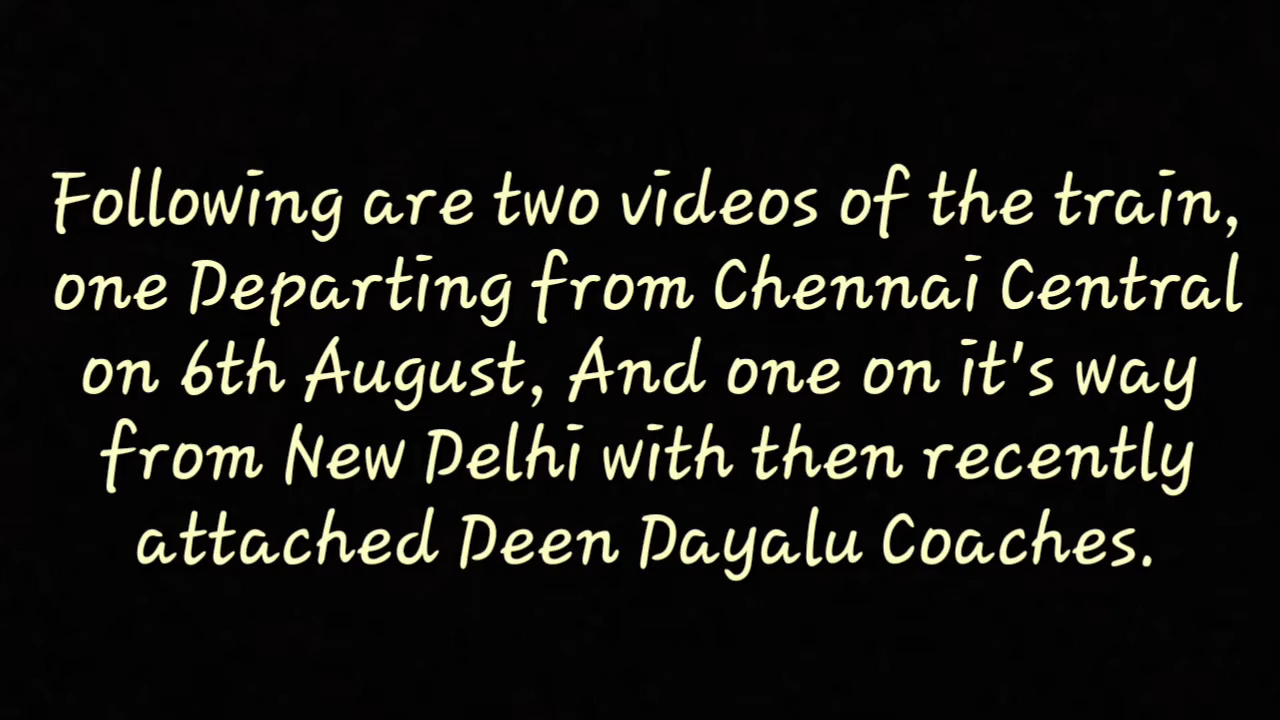 Following are two videos of the train,
one Departing from Chennai Central
on 6th August, And one on it's way
from New Delhi with then recently
attached Deen Dayalu Coaches.